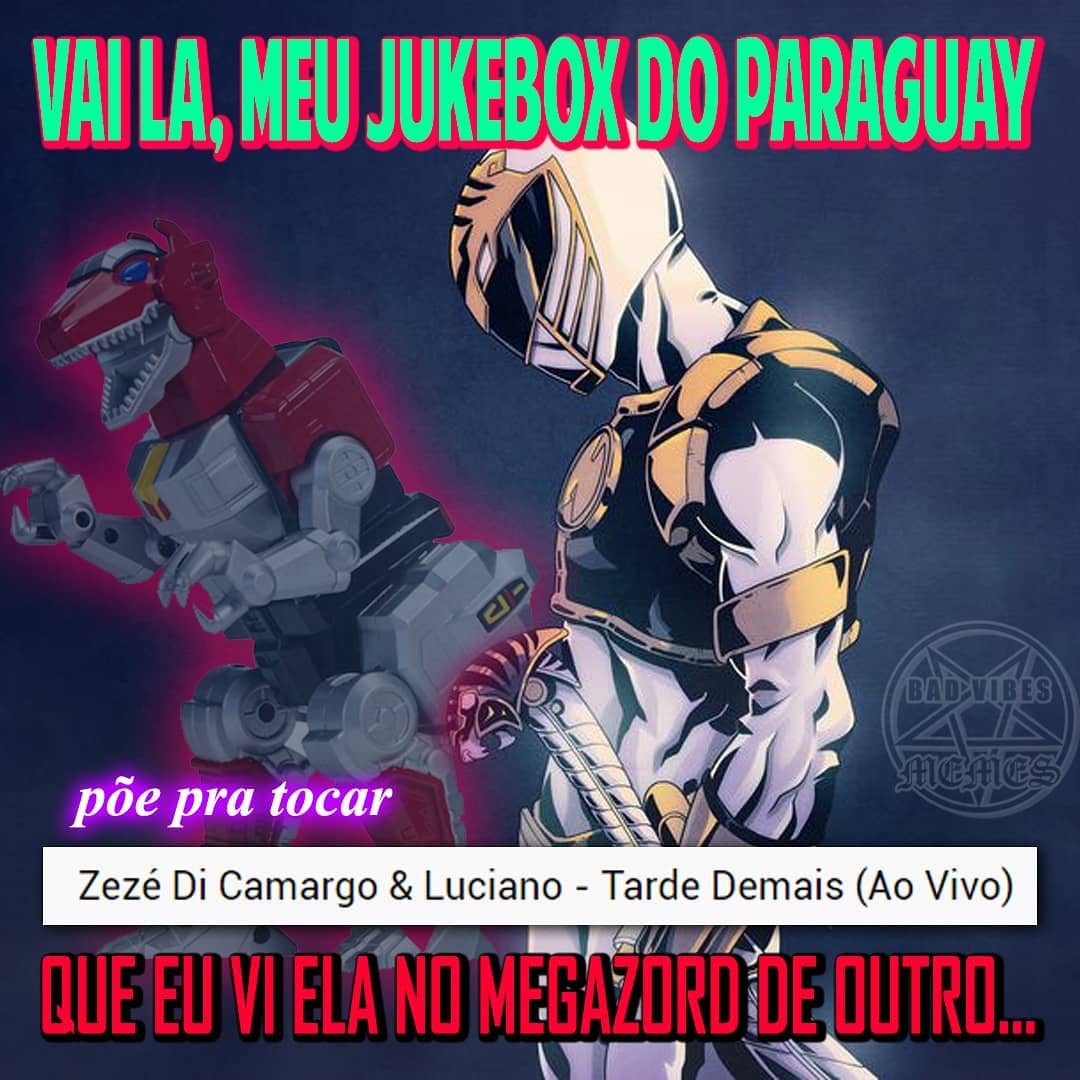 VAI LA, MEU JUKEBOX DO PARAGUAY
BAD VIBES
MEMES
põe pra tocar
Zezé Di Camargo & Luciano - Tarde Demais (Ao Vivo)
QUE EU VI ELA NO MEGAZORD DE OUTRO...